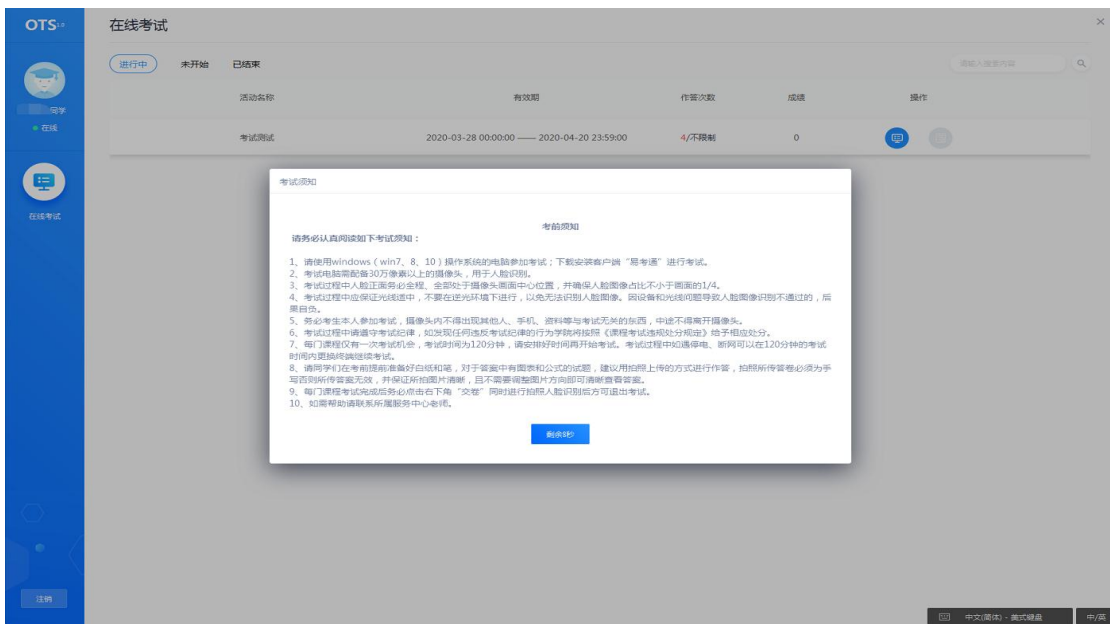 OTS
在线考试
×
进行中
未开始
已结束
活动名称
有效期
作答次数
成绩
操作
同学
在线
考试测试
2020-03-28 00:00:00 —— 2020-04-20 23:59:00
4/不限制
0
在线考试
考试须知
考前须知
请务必认真阅读如下考试须知：
1、请使用windows（win7、8、10）操作系统的电脑参加考试；下载安装客户端“易考通”进行考试。
2、考试电脑需配备30万像素以上的摄像头，用于人脸识别。
3、考试过程中人脸正面务必全程、全部处于摄像头画面中心位置，并确保人脸图像占比不小于画面的1/4。
4、考试过程中应保证光线适中，不要在逆光环境下进行，以免无法识别人脸图像。因设备和光线问题导致人脸图像识别不通过的，后
果自负。
5、务必考生本人参加考试，摄像头内不得出现其他人、手机、资料等与考试无关的东西，中途不得离开摄像头。
6、考试过程中请遵守考试纪律，如发现任何违反考试纪律的行为学院将按照《课程考试违规处分规定》给予相应处分。
7、每门课程仅有一次考试机会，考试时间为120分钟，请安排好时间再开始考试。考试过程中如遇停电、断网可以在120分钟的考试
时间内更换终端继续考试。
8、请同学们在考前提前准备好白纸和笔，对于答案中有图表和公式的试题，建议用拍照上传的方式进行作答，拍照所传答卷必须为手
写否则所传答案无效，并保证所拍图片清晰，且不需要调整图片方向即可清晰查看答案。
9、每门课程考试完成后务必点击右下角“交卷”同时进行拍照人脸识别后方可退出考试。
10、如需帮助请联系所属服务中心老师。
剩余8秒
注销
中文(简体) - 美式键盘
中/英